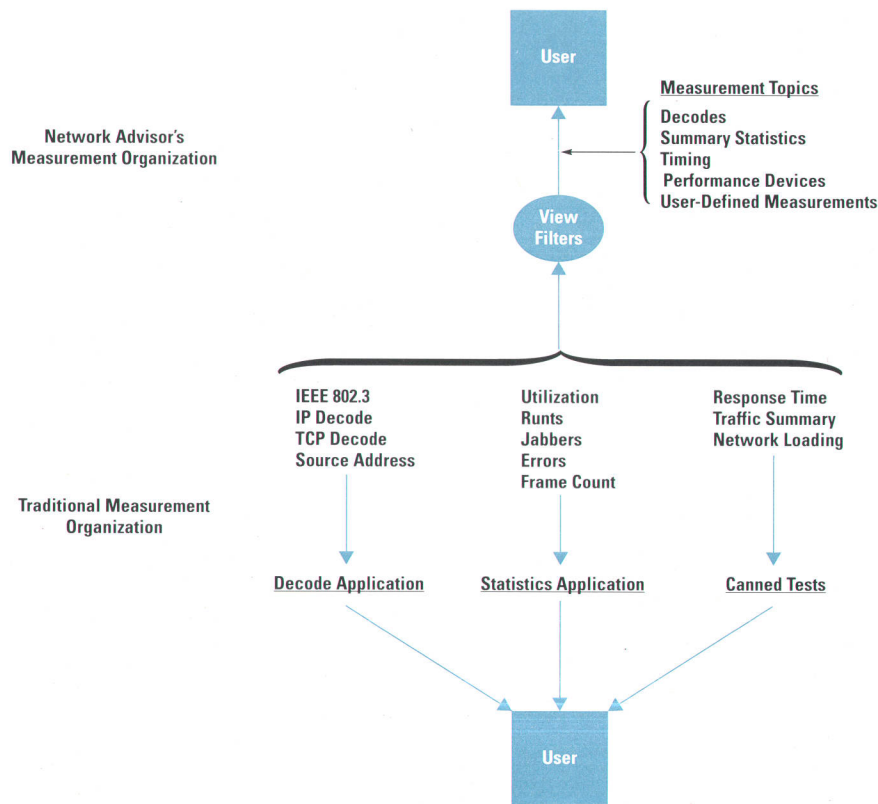 User
Measurement Topics
Decodes
Summary Statistics
Timing
Performance Devices
User-Defined Measurements
Network Advisor's
Measurement Organization
View
Filters
IEEE 802.3
IP Decode
TCP Decode
Source Address
Utilization
Runts
Jabbers
Errors
Frame Count
Response Time
Traffic Summary
Network Loading
Traditional Measurement
Organization
Decode Application
Statistics Application
Canned Tests
User